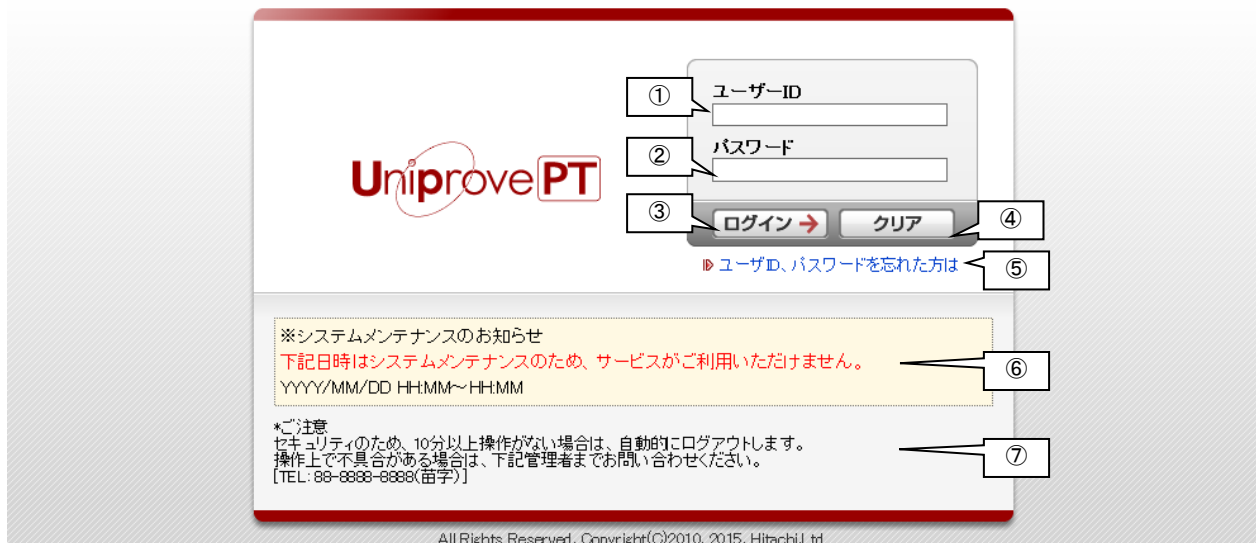 ユーザーID
①
パスワード
②
UniprovePT
③
ログイン
クリア
④
ユーザID、パスワードを忘れた方は
⑤
※システムメンテナンスのお知らせ
下記日時はシステムメンテナンスのため、サービスがご利用いただけません。
⑥
YYYY/MM/DD HH:MM~HH:MM
*ご注意
セキュリティのため、10分以上操作がない場合は、自動的にログアウトします。
操作上で不具合がある場合は、下記管理者までお問い合わせください。
⑦
[TEL: 88-8888-8888(苗字)]
All Rights Reserved, Copyright(C)2010, 2015, Hitachi,Ltd